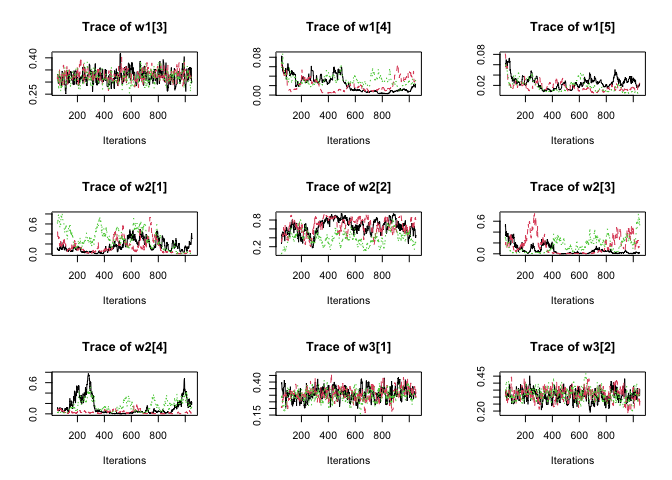 Trace of w1[3]
0.40
0.25
200 400 600 800
Iterations
Trace of w1[4]
0.08
0.00
200 400 600 800
Iterations
Trace of w1[5]
0.08
0.02
200 400 600 800
Iterations
Trace of w2[1]
0.6
0.0
200 400 600 800
Iterations
Trace of w2[2]
0.8
0.2
200 400 600 800
Iterations
Trace of w2[3]
0.6
0.0
200 400 600 800
Iterations
Trace of w2[4]
0.6
0.0
200 400 600 800
Iterations
Trace of w3[1]
0.40
0.15
200 400 600 800
Iterations
Trace of w3[2]
0.45
0.20
200 400 600 800
Iterations